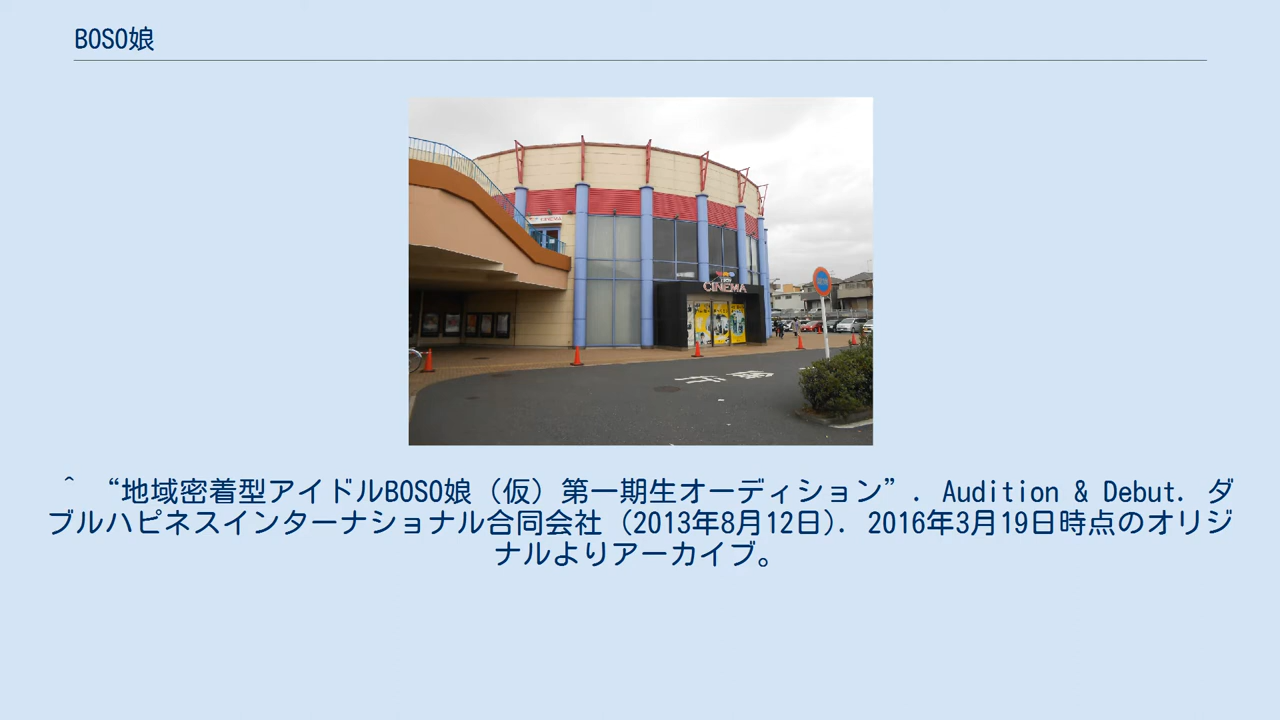 BOSO娘
CINEMA
CINEMA
^ “地域密着型アイドルBOSO娘（仮）第一期生オーディション”. Audition & Debut. ダ
ブルハピネスインターナショナル合同会社 (2013年8月12日). 2016年3月19日時点のオリジ
ナルよりアーカイブ。